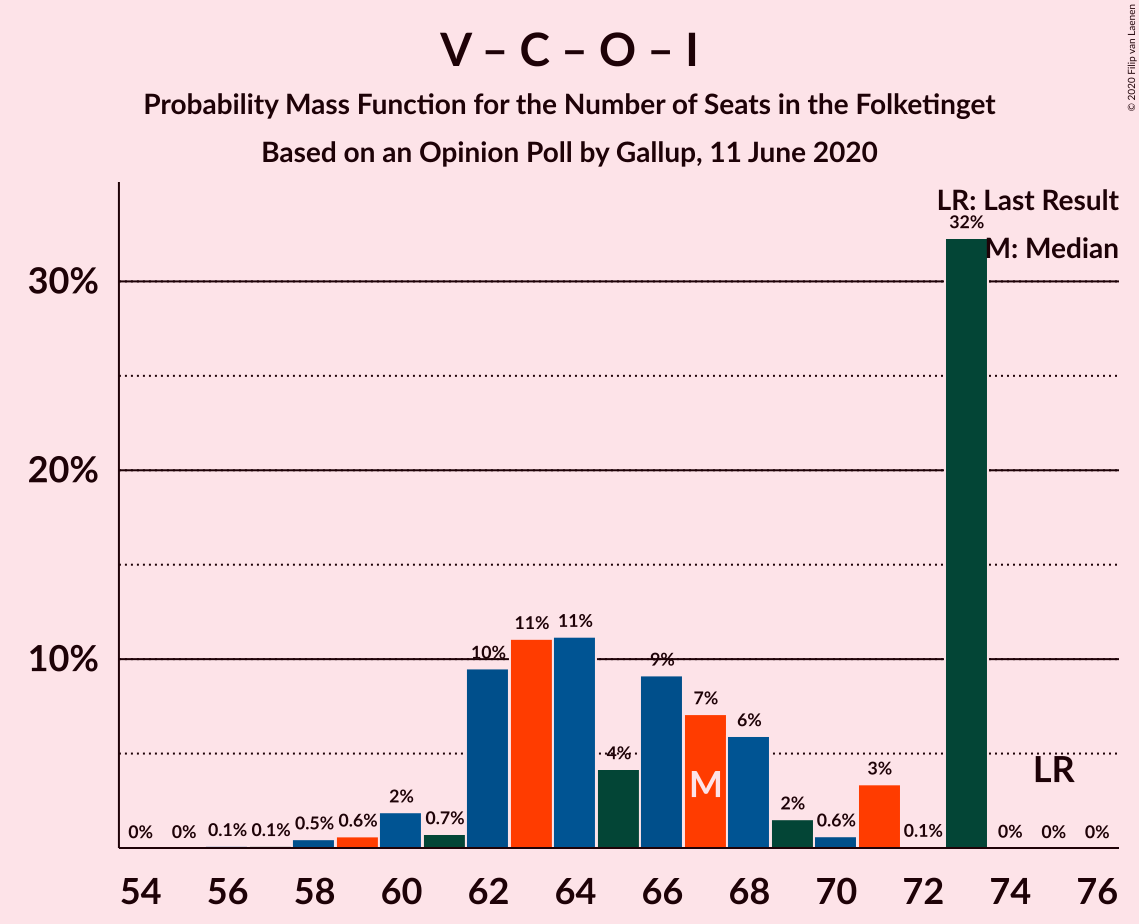 V – C – O – I
Probability Mass Function for the Number of Seats in the Folketinget
Based on an Opinion Poll by Gallup, 11 June 2020
© 2020 Filip van Laenen
LR: Last Result
M: Median
30%
20%
10%
0% 0% 0.1% 0.1% 0.5% 0.6% 2% 0.7% 10% 11% 11% 4% 9% 7% 6% 2% 0.6% 3% 0.1% 32% 0% 0% 0%
M
LR
54 56 58 60 62 64 66 68 70 72 74 76